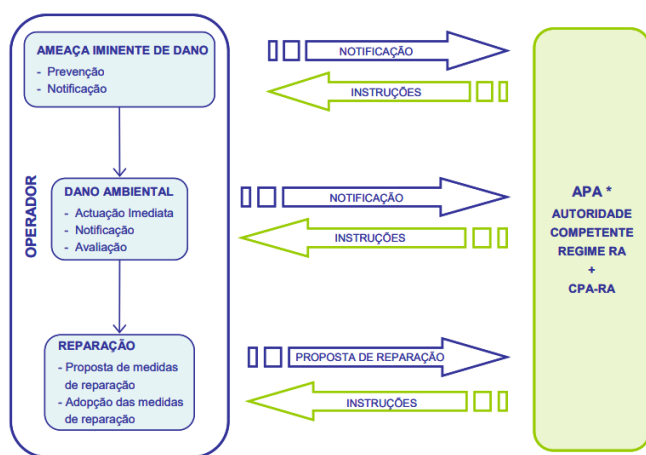 OPERADOR
AMEAÇA IMINENTE DE DANO
- Prevenção
- Notificação
NOTIFICAÇÃO
INSTRUÇÕES
DANO AMBIENTAL
- Actuação Imediata
- Notificação
- Avaliação
NOTIFICAÇÃO
INSTRUÇÕES
REPARAÇÃO
- Proposta de medidas
de reparação
- Adopção das medidas
de reparação
PROPOSTA DE REPARAÇÃO
INSTRUÇÕES
APA *
AUTORIDADE
COMPETENTE
REGIME RA
+
CPA-RA